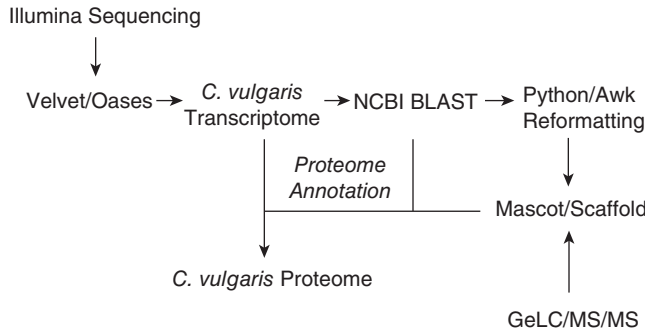 Illumina Sequencing
Velvet/Oases
C. vulgaris
Transcriptome
NCBI BLAST
Python/Awk
Reformatting
Proteome
Annotation
Mascot/Scaffold
C. vulgaris Proteome
GeLC/MS/MS